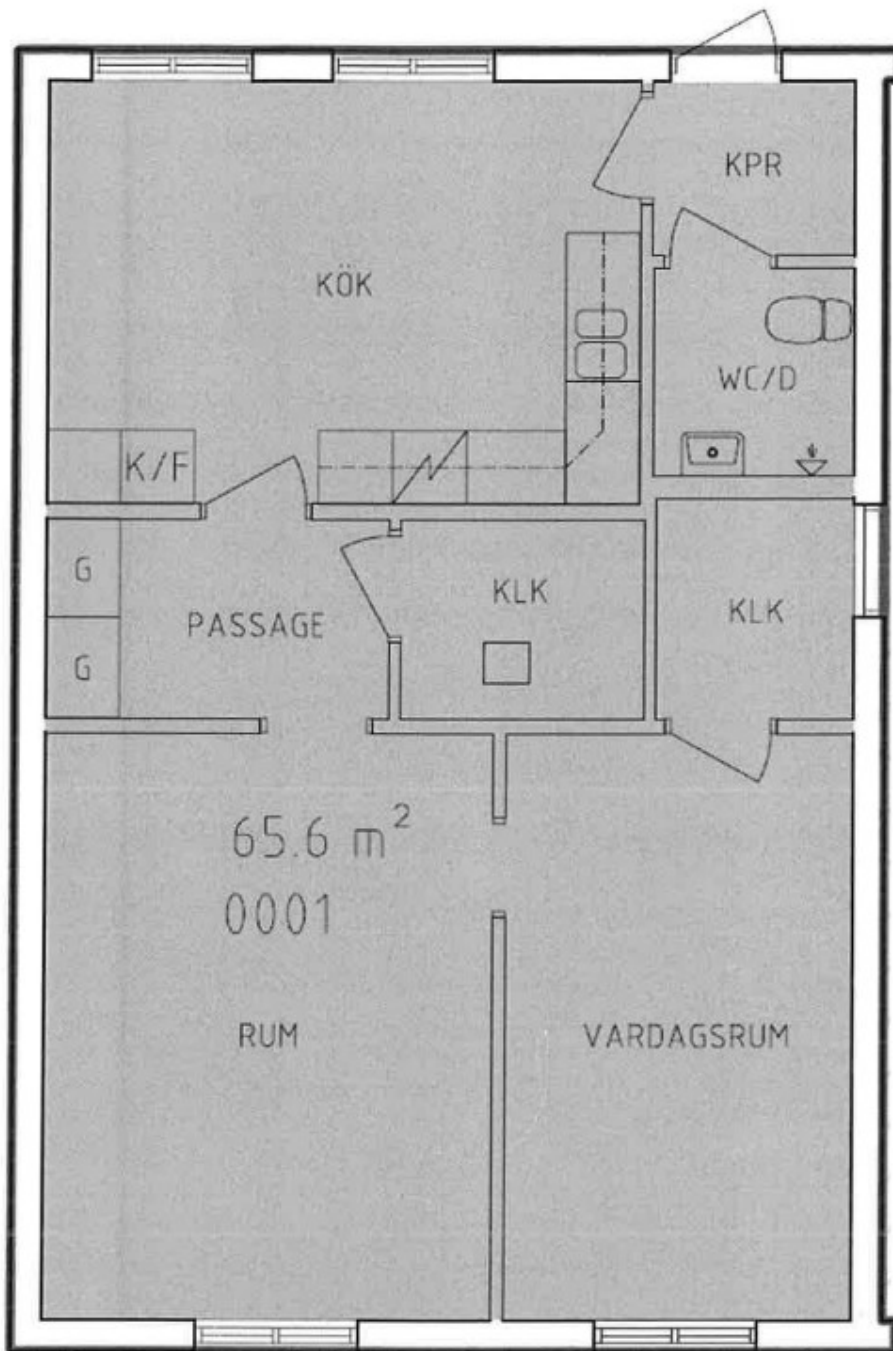 KPR
KÖK
WC/D
K/F
G
KLK
KLK
PASSAGE
G
65.6 m²
0001
RUM
VARDAGSRUM